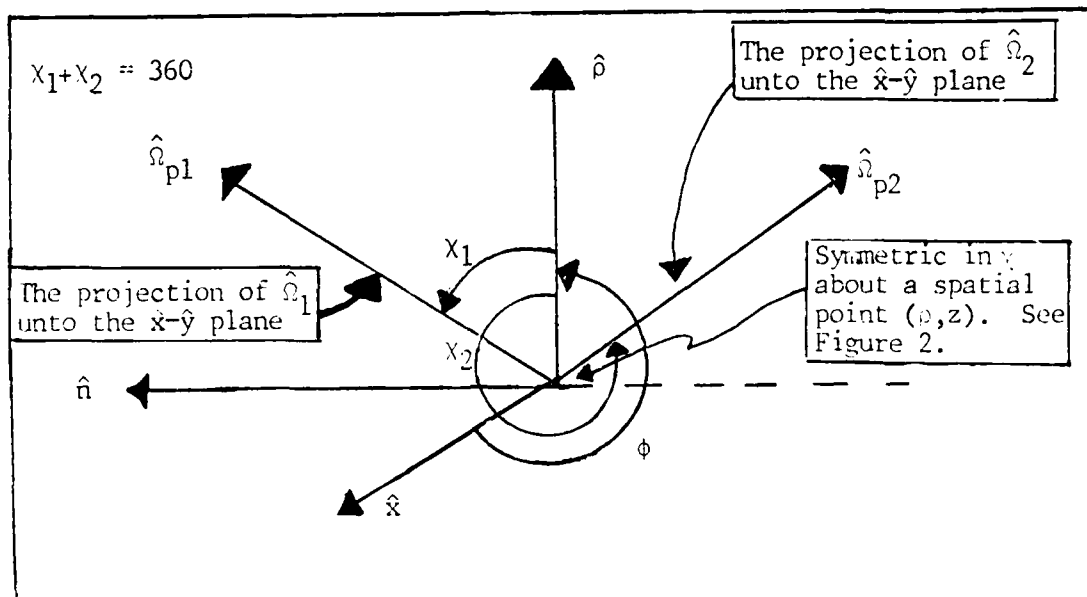 χ₁+χ₂ = 360
ρ̂
The projection of Ω̂₂
unto the x̂-ŷ plane
Ω̂p1
Ω̂p2
χ₁
The projection of Ω̂₁
unto the x̂-ŷ plane
Symmetric in χ
about a spatial
point (ρ,z). See
Figure 2.
χ₂
n̂
ϕ
x̂